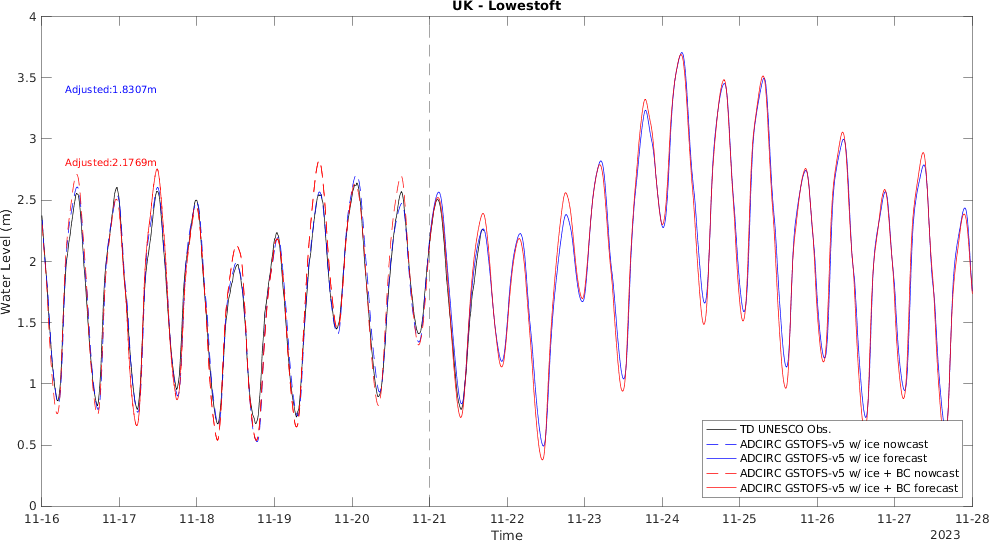 UK - Lowestoft
4
3.5
3
2.5
2
1.5
1
0.5
0
Water Level (m)
Adjusted:1.8307m
Adjusted:2.1769m
TD UNESCO Obs.
ADCIRC GSTOFS-v5 w/ ice nowcast
ADCIRC GSTOFS-v5 w/ ice forecast
ADCIRC GSTOFS-v5 w/ ice + BC nowcast
ADCIRC GSTOFS-v5 w/ ice + BC forecast
11-16 11-17 11-18 11-19 11-20 11-21 11-22 11-23 11-24 11-25 11-26 11-27 11-28
Time
2023